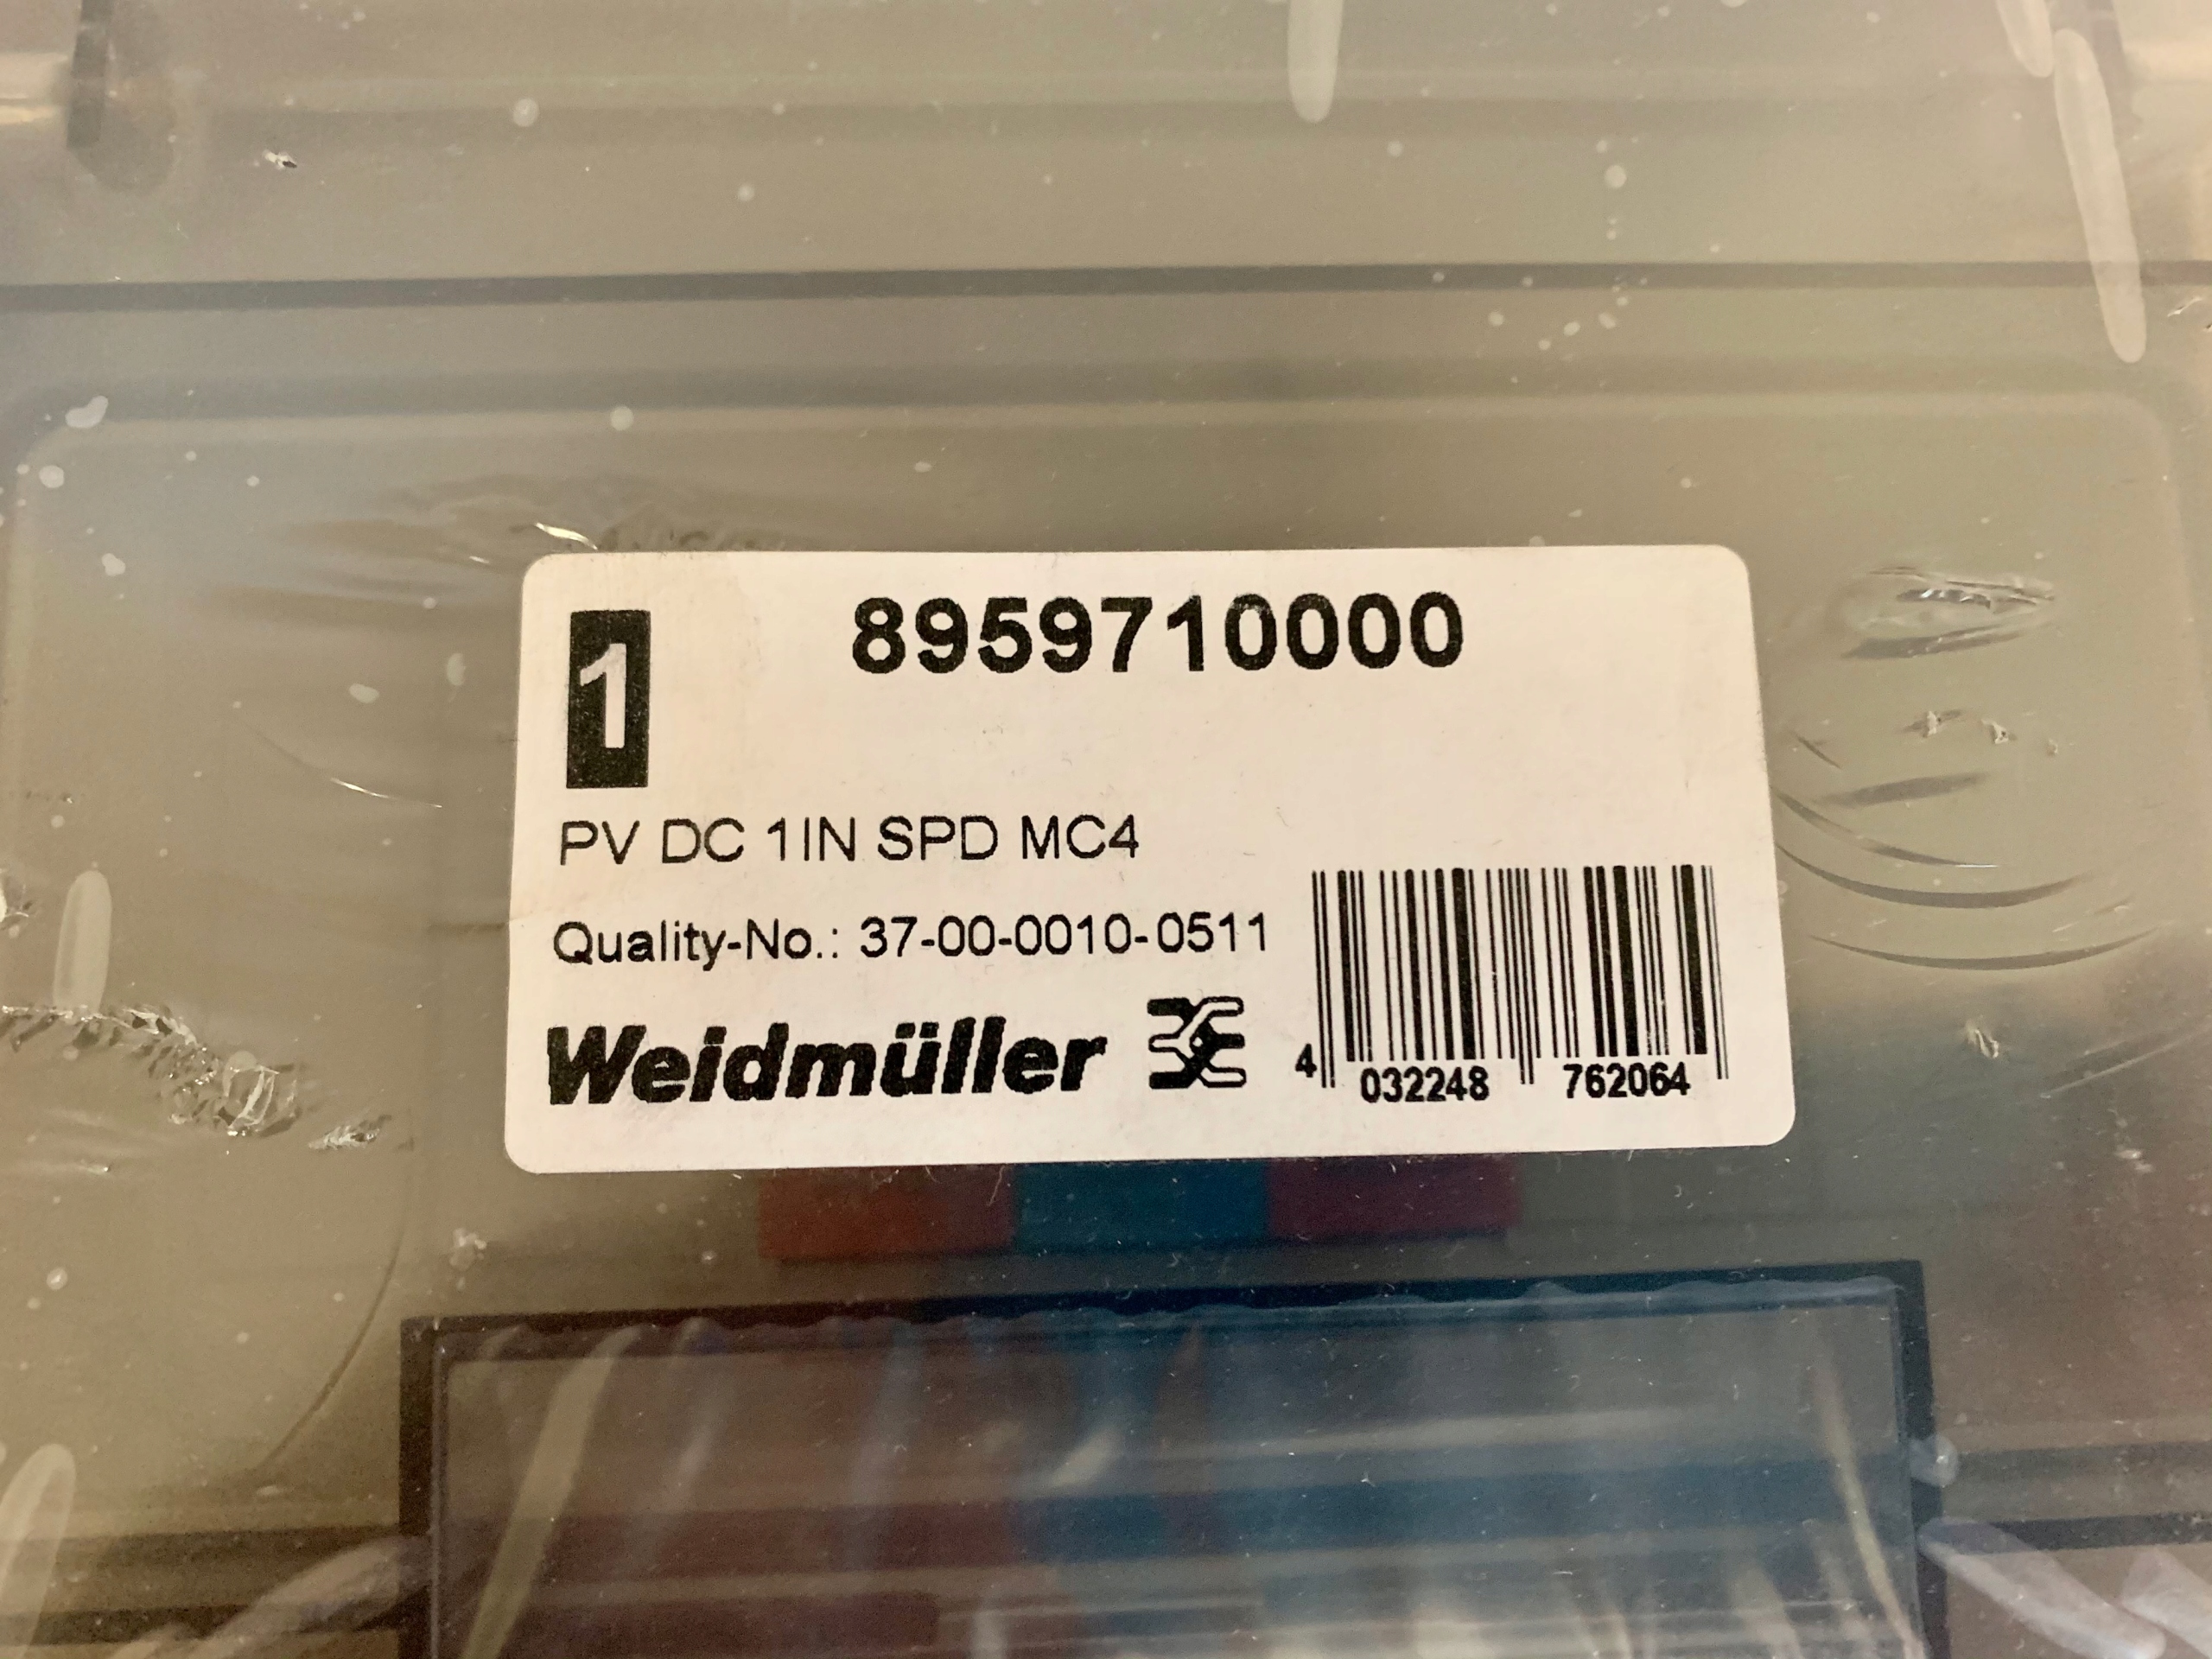 8959710000
1
PV DC 1IN SPD MC4
Quality-No.: 37-00-0010-0511
Weidmüller
4 032248 762064